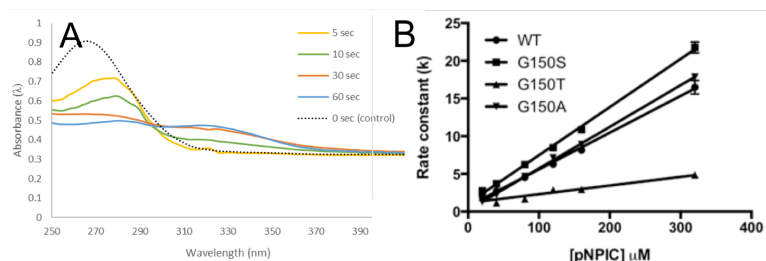 A
Absorbance (λ)
1
0.9
0.8
0.7
0.6
0.5
0.4
0.3
0.2
0.1
0
250 270 290 310 330 350 370 390
Wavelength (nm)
5 sec
10 sec
30 sec
60 sec
0 sec (control)
B
Rate constant (k)
25
20
15
10
5
0
0 100 200 300 400
[pNPIC] μM
WT
G150S
G150T
G150A